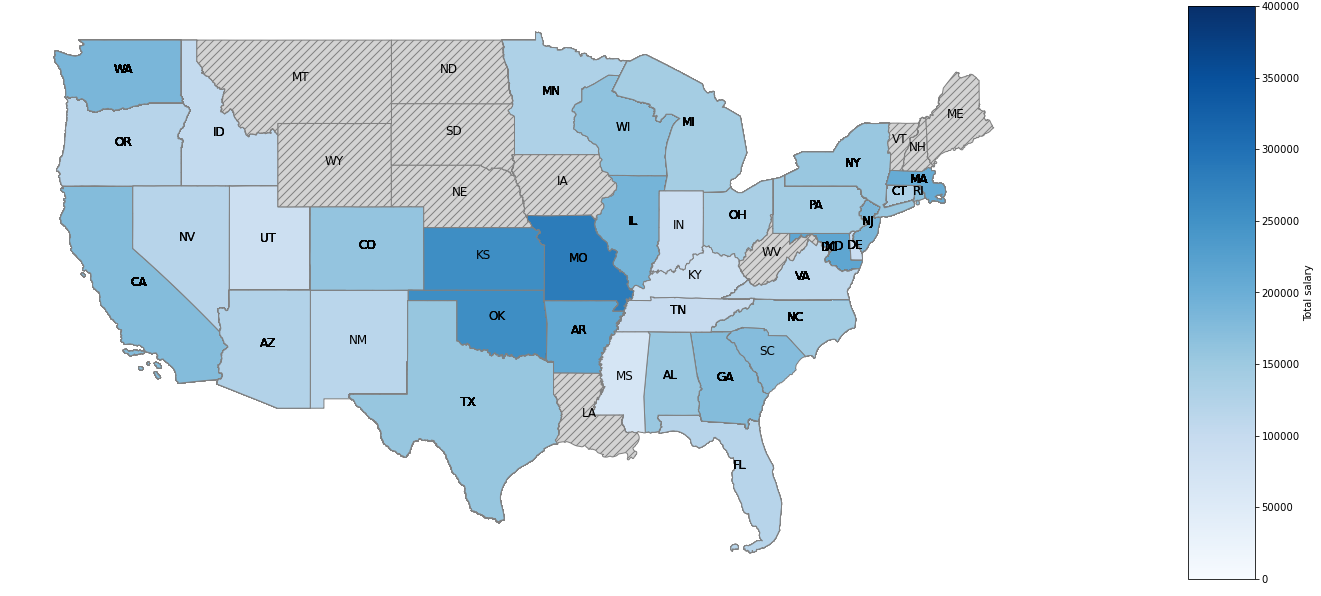 400000
WA
MT
ND
ME
350000
MN
WI
MI
SD
OR
ID
VT
NH
300000
WY
IA
NY
MA
NE
CT
RI
250000
NV
UT
CO
IL
IN
OH
PA
NJ
KS
MO
WV
MD
DE
CA
KY
VA
Total salary
200000
AZ
NM
OK
AR
TN
NC
SC
150000
TX
MS
AL
GA
LA
100000
FL
50000
0